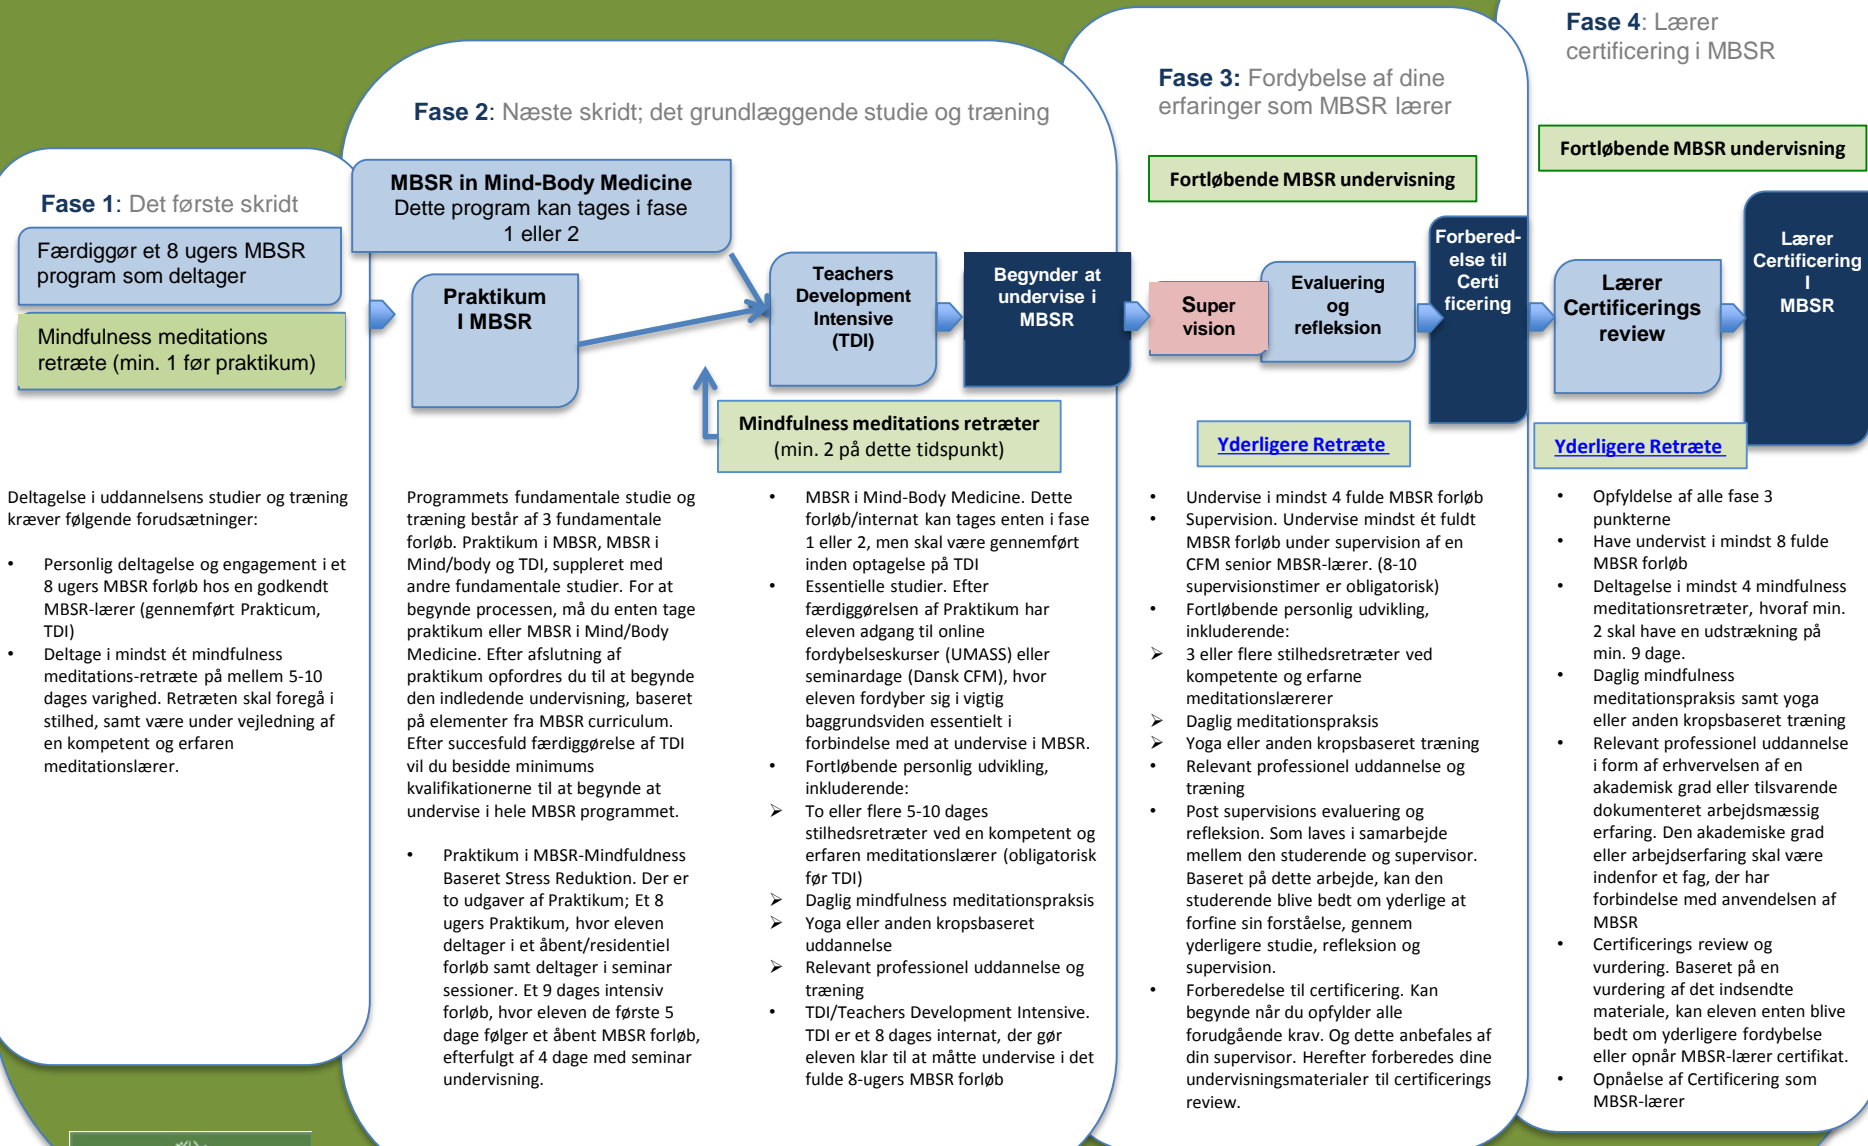 Fase 4: Lærer
certificering i MBSR
Fase 3: Fordybelse af dine
erfaringer som MBSR lærer
Fase 2: Næste skridt; det grundlæggende studie og træning
Fase 1: Det første skridt
Færdiggør et 8 ugers MBSR
program som deltager
Mindfulness meditations
retræte (min. 1 før praktikum)
MBSR in Mind-Body Medicine
Dette program kan tages i fase
1 eller 2
Praktikum
I MBSR
Teachers
Development
Intensive
(TDI)
Begynder at
undervise i
MBSR
Mindfulness meditations retræter
(min. 2 på dette tidspunkt)
Fortløbende MBSR undervisning
Super
vision
Evaluering
og
refleksion
Forbered-
else til
Certi
ficering
Yderligere Retræte
Fortløbende MBSR undervisning
Lærer
Certificerings
review
Lærer
Certificering
I
MBSR
Yderligere Retræte
Deltagelse i uddannelsens studier og træning
kræver følgende forudsætninger:
• Personlig deltagelse og engagement i et
8 ugers MBSR forløb hos en godkendt
MBSR-lærer (gennemført Prakticum,
TDI)
• Deltage i mindst ét mindfulness
meditations-retræte på mellem 5-10
dages varighed. Retræten skal foregå i
stilhed, samt være under vejledning af
en kompetent og erfaren
meditationslærer.
Programmets fundamentale studie og
træning består af 3 fundamentale
forløb. Praktikum i MBSR, MBSR i
Mind/body og TDI, suppleret med
andre fundamentale studier. For at
begynde processen, må du enten tage
praktikum eller MBSR i Mind/Body
Medicine. Efter afslutning af
praktikum opfordres du til at begynde
den indledende undervisning, baseret
på elementer fra MBSR curriculum.
Efter succesfuld færdiggørelse af TDI
vil du besidde minimums
kvalifikationerne til at begynde at
undervise i hele MBSR programmet.
• Praktikum i MBSR-Mindfuldness
Baseret Stress Reduktion. Der er
to udgaver af Praktikum; Et 8
ugers Praktikum, hvor eleven
deltager i et åbent/residentiel
forløb samt deltager i seminar
sessioner. Et 9 dages intensiv
forløb, hvor eleven de første 5
dage følger et åbent MBSR forløb,
efterfulgt af 4 dage med seminar
undervisning.
• MBSR i Mind-Body Medicine. Dette
forløb/internat kan tages enten i fase
1 eller 2, men skal være gennemført
inden optagelse på TDI
• Essentielle studier. Efter
færdiggørelsen af Praktikum har
eleven adgang til online
fordybelseskurser (UMASS) eller
seminardage (Dansk CFM), hvor
eleven fordyber sig i vigtig
baggrundsviden essentielt i
forbindelse med at undervise i MBSR.
• Fortløbende personlig udvikling,
inkluderende:
➢ To eller flere 5-10 dages
stilhedsretræter ved en kompetent og
erfaren meditationslærer (obligatorisk
før TDI)
➢ Daglig mindfulness meditationspraksis
➢ Yoga eller anden kropsbaseret
uddannelse
➢ Relevant professionel uddannelse og
træning
• TDI/Teachers Development Intensive.
TDI er et 8 dages internat, der gør
eleven klar til at måtte undervise i det
fulde 8-ugers MBSR forløb
• Undervise i mindst 4 fulde MBSR forløb
• Supervision. Undervise mindst ét fuldt
MBSR forløb under supervision af en
CFM senior MBSR-lærer. (8-10
supervisionstimer er obligatorisk)
• Fortløbende personlig udvikling,
inkluderende:
➢ 3 eller flere stilhedsretræter ved
kompetente og erfarne
meditationslærerer
➢ Daglig meditationspraksis
➢ Yoga eller anden kropsbaseret træning
• Relevant professionel uddannelse og
træning
• Post supervisions evaluering og
refleksion. Som laves i samarbejde
mellem den studerende og supervisor.
Baseret på dette arbejde, kan den
studerende blive bedt om yderlige at
forfine sin forståelse, gennem
yderligere studie, refleksion og
supervision.
• Forberedelse til certificering. Kan
begynde når du opfylder alle
forudgående krav. Og dette anbefales af
din supervisor. Herefter forberedes dine
undervisningsmaterialer til certificerings
review.
• Opfyldelse af alle fase 3
punkterne
• Have undervist i mindst 8 fulde
MBSR forløb
• Deltagelse i mindst 4 mindfulness
meditationsretræter, hvoraf min.
2 skal have en udstrækning på
min. 9 dage.
• Daglig mindfulness
meditationspraksis samt yoga
eller anden kropsbaseret træning
• Relevant professionel uddannelse
i form af erhvervelsen af en
akademisk grad eller tilsvarende
dokumenteret arbejdsmæssig
erfaring. Den akademiske grad
eller arbejdserfaring skal være
indenfor et fag, der har
forbindelse med anvendelsen af
MBSR
• Certificerings review og
vurdering. Baseret på en
vurdering af det indsendte
materiale, kan eleven enten blive
bedt om yderligere fordybelse
eller opnår MBSR-lærer certifikat.
• Opnåelse af Certificering som
MBSR-lærer